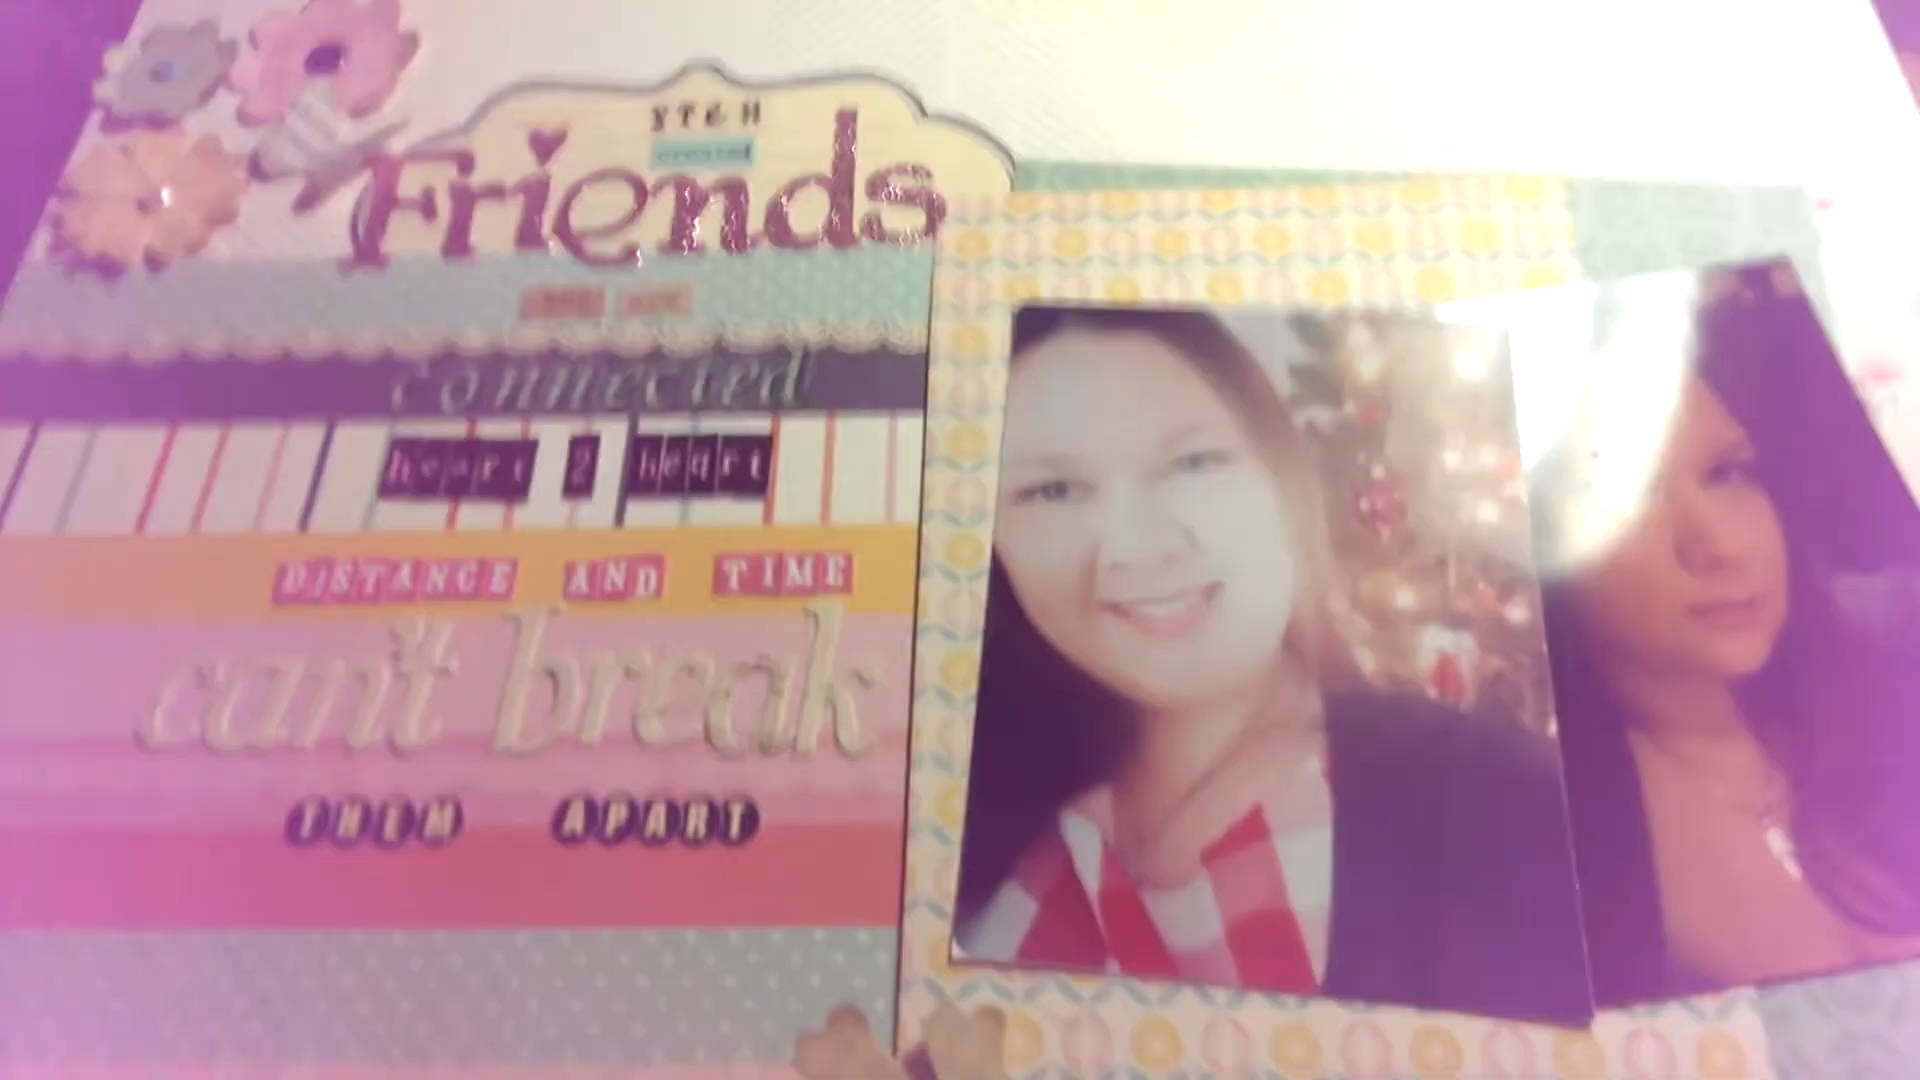 Friends
connected
heart 2 heart
DISTANCE AND TIME
can't break
THEM APART